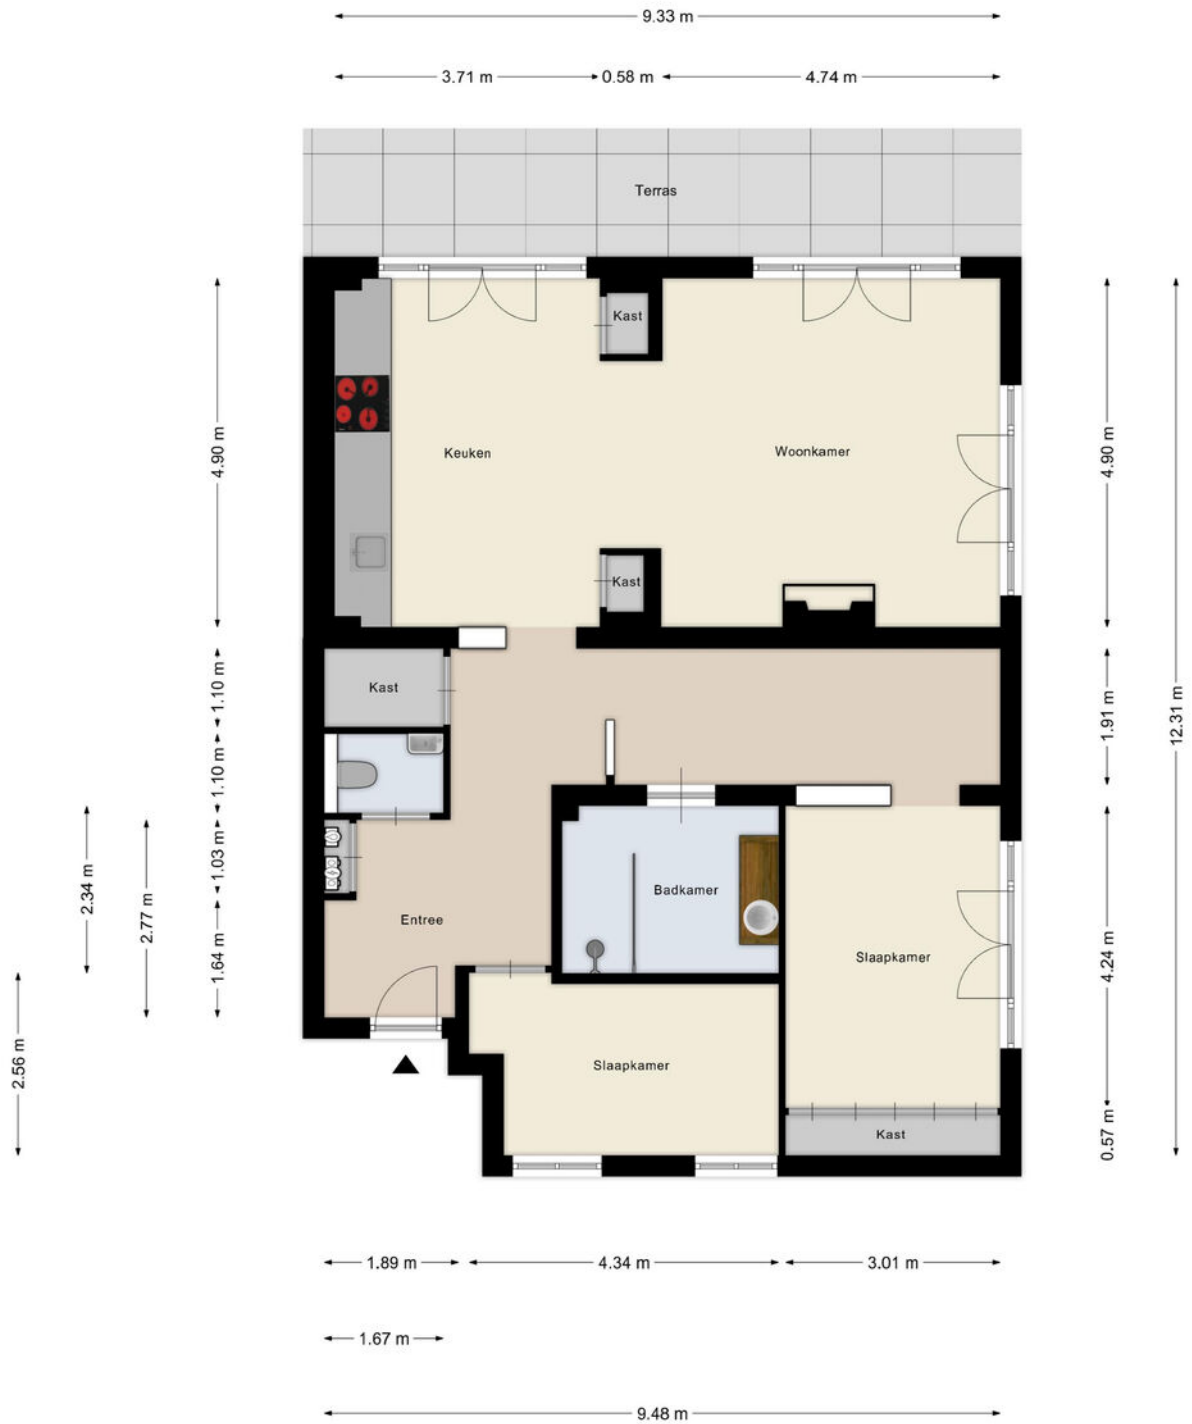 9.33 m
3.71 m 0.58 m 4.74 m
Terras
Kast
4.90 m
Keuken
Woonkamer
4.90 m
Kast
1.10 m
Kast
1.91 m
12.31 m
1.10 m
2.34 m
2.77 m
1.03 m
Badkamer
Entree
1.64 m
Slaapkamer
4.24 m
2.56 m
Slaapkamer
Kast
0.57 m
1.89 m 4.34 m 3.01 m
1.67 m
9.48 m